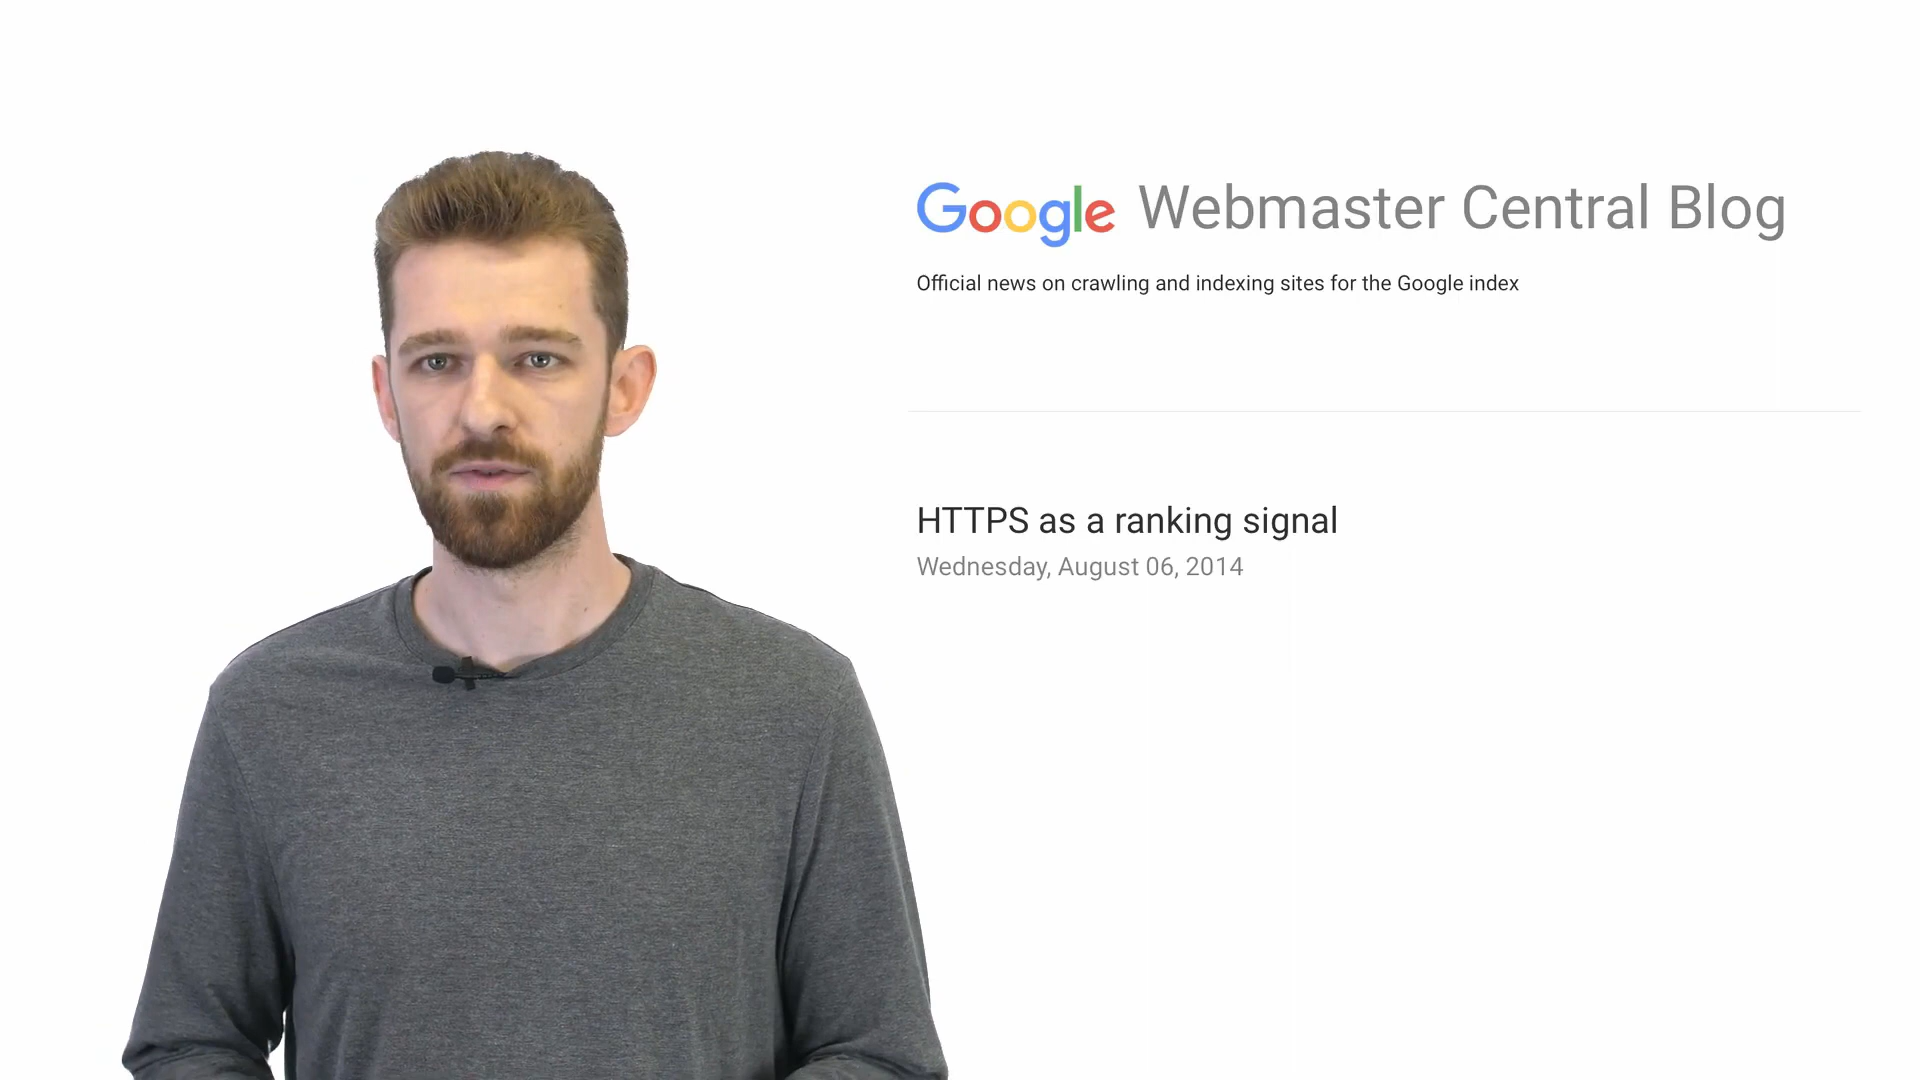 Google Webmaster Central Blog
Official news on crawling and indexing sites for the Google index
HTTPS as a ranking signal
Wednesday, August 06, 2014